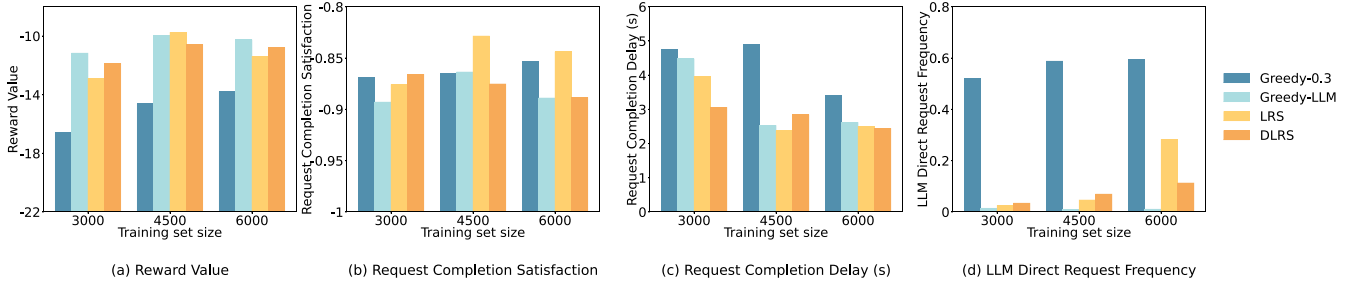 Reward Value
-10
-14
-18
-22
3000
4500
6000
Training set size
(a) Reward Value
Request Completion Satisfaction
-0.8
-0.85
-0.9
-0.95
-1
3000
4500
6000
Training set size
(b) Request Completion Satisfaction
Request Completion Delay (s)
6
5
4
3
2
1
0
3000
4500
6000
Training set size
(c) Request Completion Delay (s)
LLM Direct Request Frequency
0.8
0.6
0.4
0.2
0
3000
4500
6000
Training set size
(d) LLM Direct Request Frequency
Greedy-0.3
Greedy-LLM
LRS
DLRS